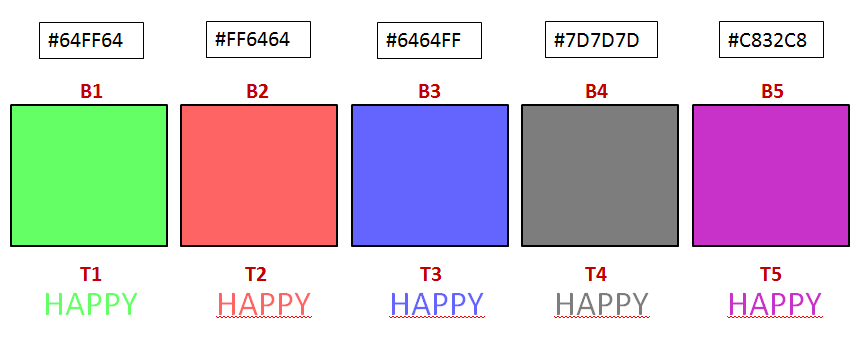 #64FF64 #FF6464 #6464FF #7D7D7D #C832C8
B1 B2 B3 B4 B5
T1 T2 T3 T4 T5
HAPPY HAPPY HAPPY HAPPY HAPPY